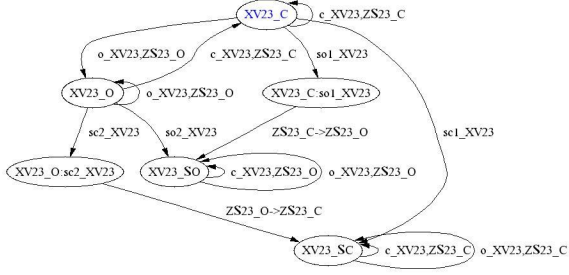 XV23_C
c_XV23,ZS23_C
o_XV23,ZS23_O
c_XV23,ZS23_C
so1_XV23
XV23_O
o_XV23,ZS23_O
XV23_C:so1_XV23
sc2_XV23
so2_XV23
ZS23_C->ZS23_O
sc1_XV23
XV23_O:sc2_XV23
XV23_SO
c_XV23,ZS23_O
o_XV23,ZS23_O
ZS23_O->ZS23_C
XV23_SC
c_XV23,ZS23_C
o_XV23,ZS23_C